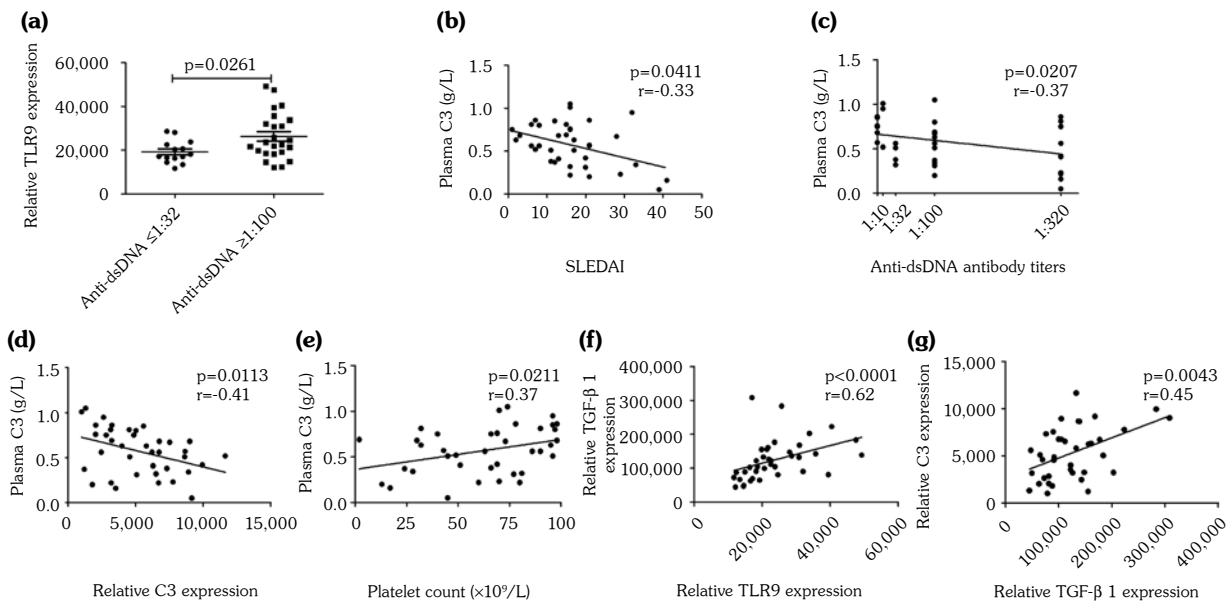 (a)
Relative TLR9 expression
60,000
40,000
20,000
0
p=0.0261
Anti-dsDNA ≤1:32
Anti-dsDNA ≥1:100
(b)
Plasma C3 (g/L)
1.5
1.0
0.5
0.0
p=0.0411
r=-0.33
0 10 20 30 40 50
SLEDAI
(c)
Plasma C3 (g/L)
1.5
1.0
0.5
0.0
p=0.0207
r=-0.37
1:10
1:32
1:100
1:320
Anti-dsDNA antibody titers
(d)
Plasma C3 (g/L)
1.5
1.0
0.5
0.0
p=0.0113
r=-0.41
0 5,000 10,000 15,000
Relative C3 expression
(e)
Plasma C3 (g/L)
1.5
1.0
0.5
0.0
p=0.0211
r=0.37
0 25 50 75 100
Platelet count (×10⁹/L)
(f)
Relative TGF-β 1
expression
400,000
300,000
200,000
100,000
0
p<0.0001
r=0.62
0
20,000
40,000
60,000
Relative TLR9 expression
(g)
Relative C3 expression
15,000
10,000
5,000
0
p=0.0043
r=0.45
0
100,000
200,000
300,000
400,000
Relative TGF-β 1 expression